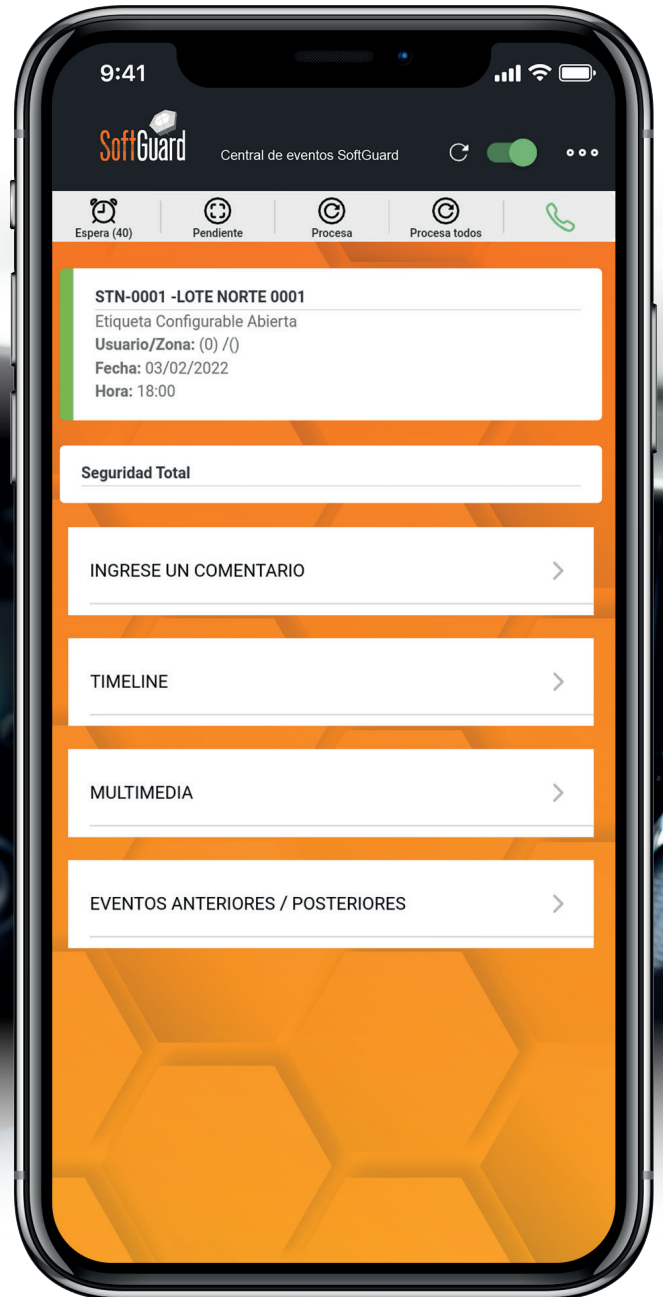 9:41
SoftGuard
Central de eventos SoftGuard
Espera (40)
Pendiente
Procesa
Procesa todos
STN-0001 -LOTE NORTE 0001
Etiqueta Configurable Abierta
Usuario/Zona: (0) /()
Fecha: 03/02/2022
Hora: 18:00
Seguridad Total
INGRESE UN COMENTARIO
TIMELINE
MULTIMEDIA
EVENTOS ANTERIORES / POSTERIORES